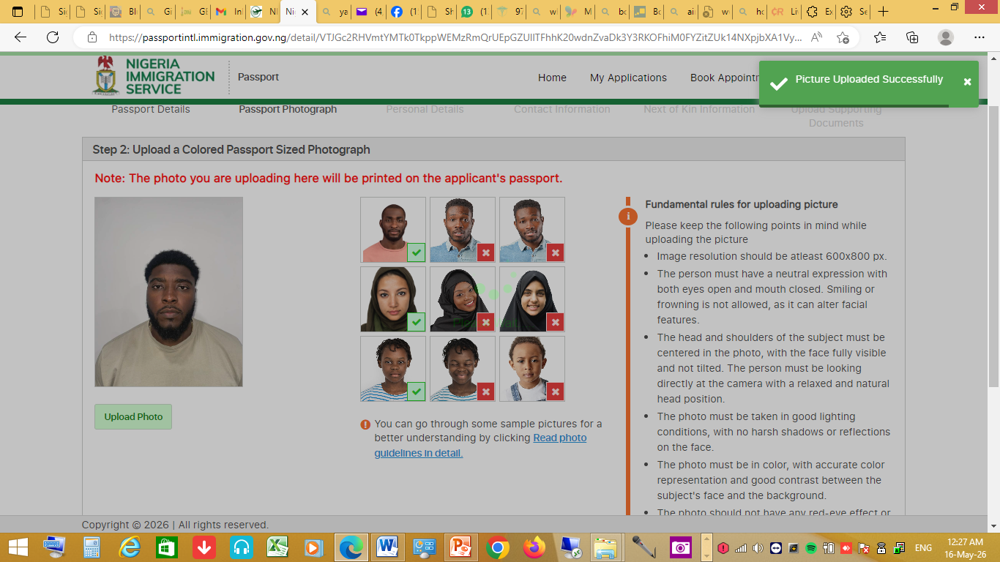 Si
Si
Bl
Gi
GE
In
NI
Ni
ya
(4
(1
Sh
13
(1
97
wl
M
bo
Bo
ai
w
ho
Li
Ex
Se
https://passportintl.immigration.gov.ng/detail/
NIGERIA
IMMIGRATION
SERVICE
Passport
Home
My Applications
Book Appointm
Picture Uploaded Successfully
Passport Details
Passport Photograph
Personal Details
Contact Information
Next of Kin Information
Upload Supporting
Documents
Step 2: Upload a Colored Passport Sized Photograph
Note: The photo you are uploading here will be printed on the applicant's passport.
Upload Photo
You can go through some sample pictures for a
better understanding by clicking Read photo
guidelines in detail.
Fundamental rules for uploading picture
Please keep the following points in mind while
uploading the picture
Image resolution should be atleast 600x800 px.
The person must have a neutral expression with
both eyes open and mouth closed. Smiling or
frowning is not allowed, as it can alter facial
features.
The head and shoulders of the subject must be
centered in the photo, with the face fully visible
and not tilted. The person must be looking
directly at the camera with a relaxed and natural
head position.
The photo must be taken in good lighting
conditions, with no harsh shadows or reflections
on the face.
The photo must be in color, with accurate color
representation and good contrast between the
subject's face and the background.
The photo should not have any red-eye effect or
Copyright © 2026 | All rights reserved.
ENG
12:27 AM
16-May-26